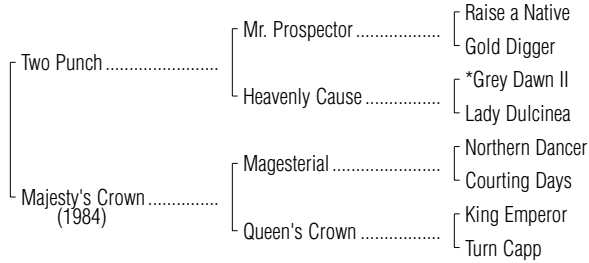 Raise a Native
Mr. Prospector ..................
Gold Digger
Two Punch ........................
*Grey Dawn II
Heavenly Cause ................
Lady Dulcinea
Northern Dancer
Magesterial .......................
Courting Days
Majesty's Crown ...............
(1984)
King Emperor
Queen's Crown .................
Turn Capp